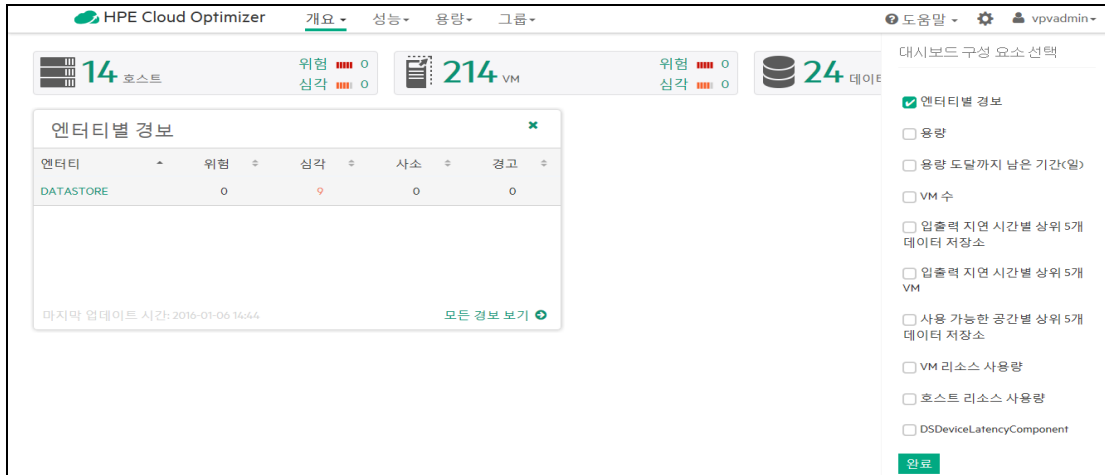 HPE Cloud Optimizer 개요 성능 용량 그룹 도움말 vpvadmin
14 호스트 위험 0 심각 0
214 VM 위험 0 심각 0
24
엔터티별 경보
엔터티 위험 심각 사소 경고
DATASTORE 0 9 0 0
마지막 업데이트 시간: 2016-01-06 14:44 모든 경보 보기
대시보드 구성 요소 선택
엔터티별 경보
용량
용량 도달까지 남은 기간(일)
VM 수
입출력 지연 시간별 상위 5개
데이터 저장소
입출력 지연 시간별 상위 5개
VM
사용 가능한 공간별 상위 5개
데이터 저장소
VM 리소스 사용량
호스트 리소스 사용량
DSDeviceLatencyComponent
완료